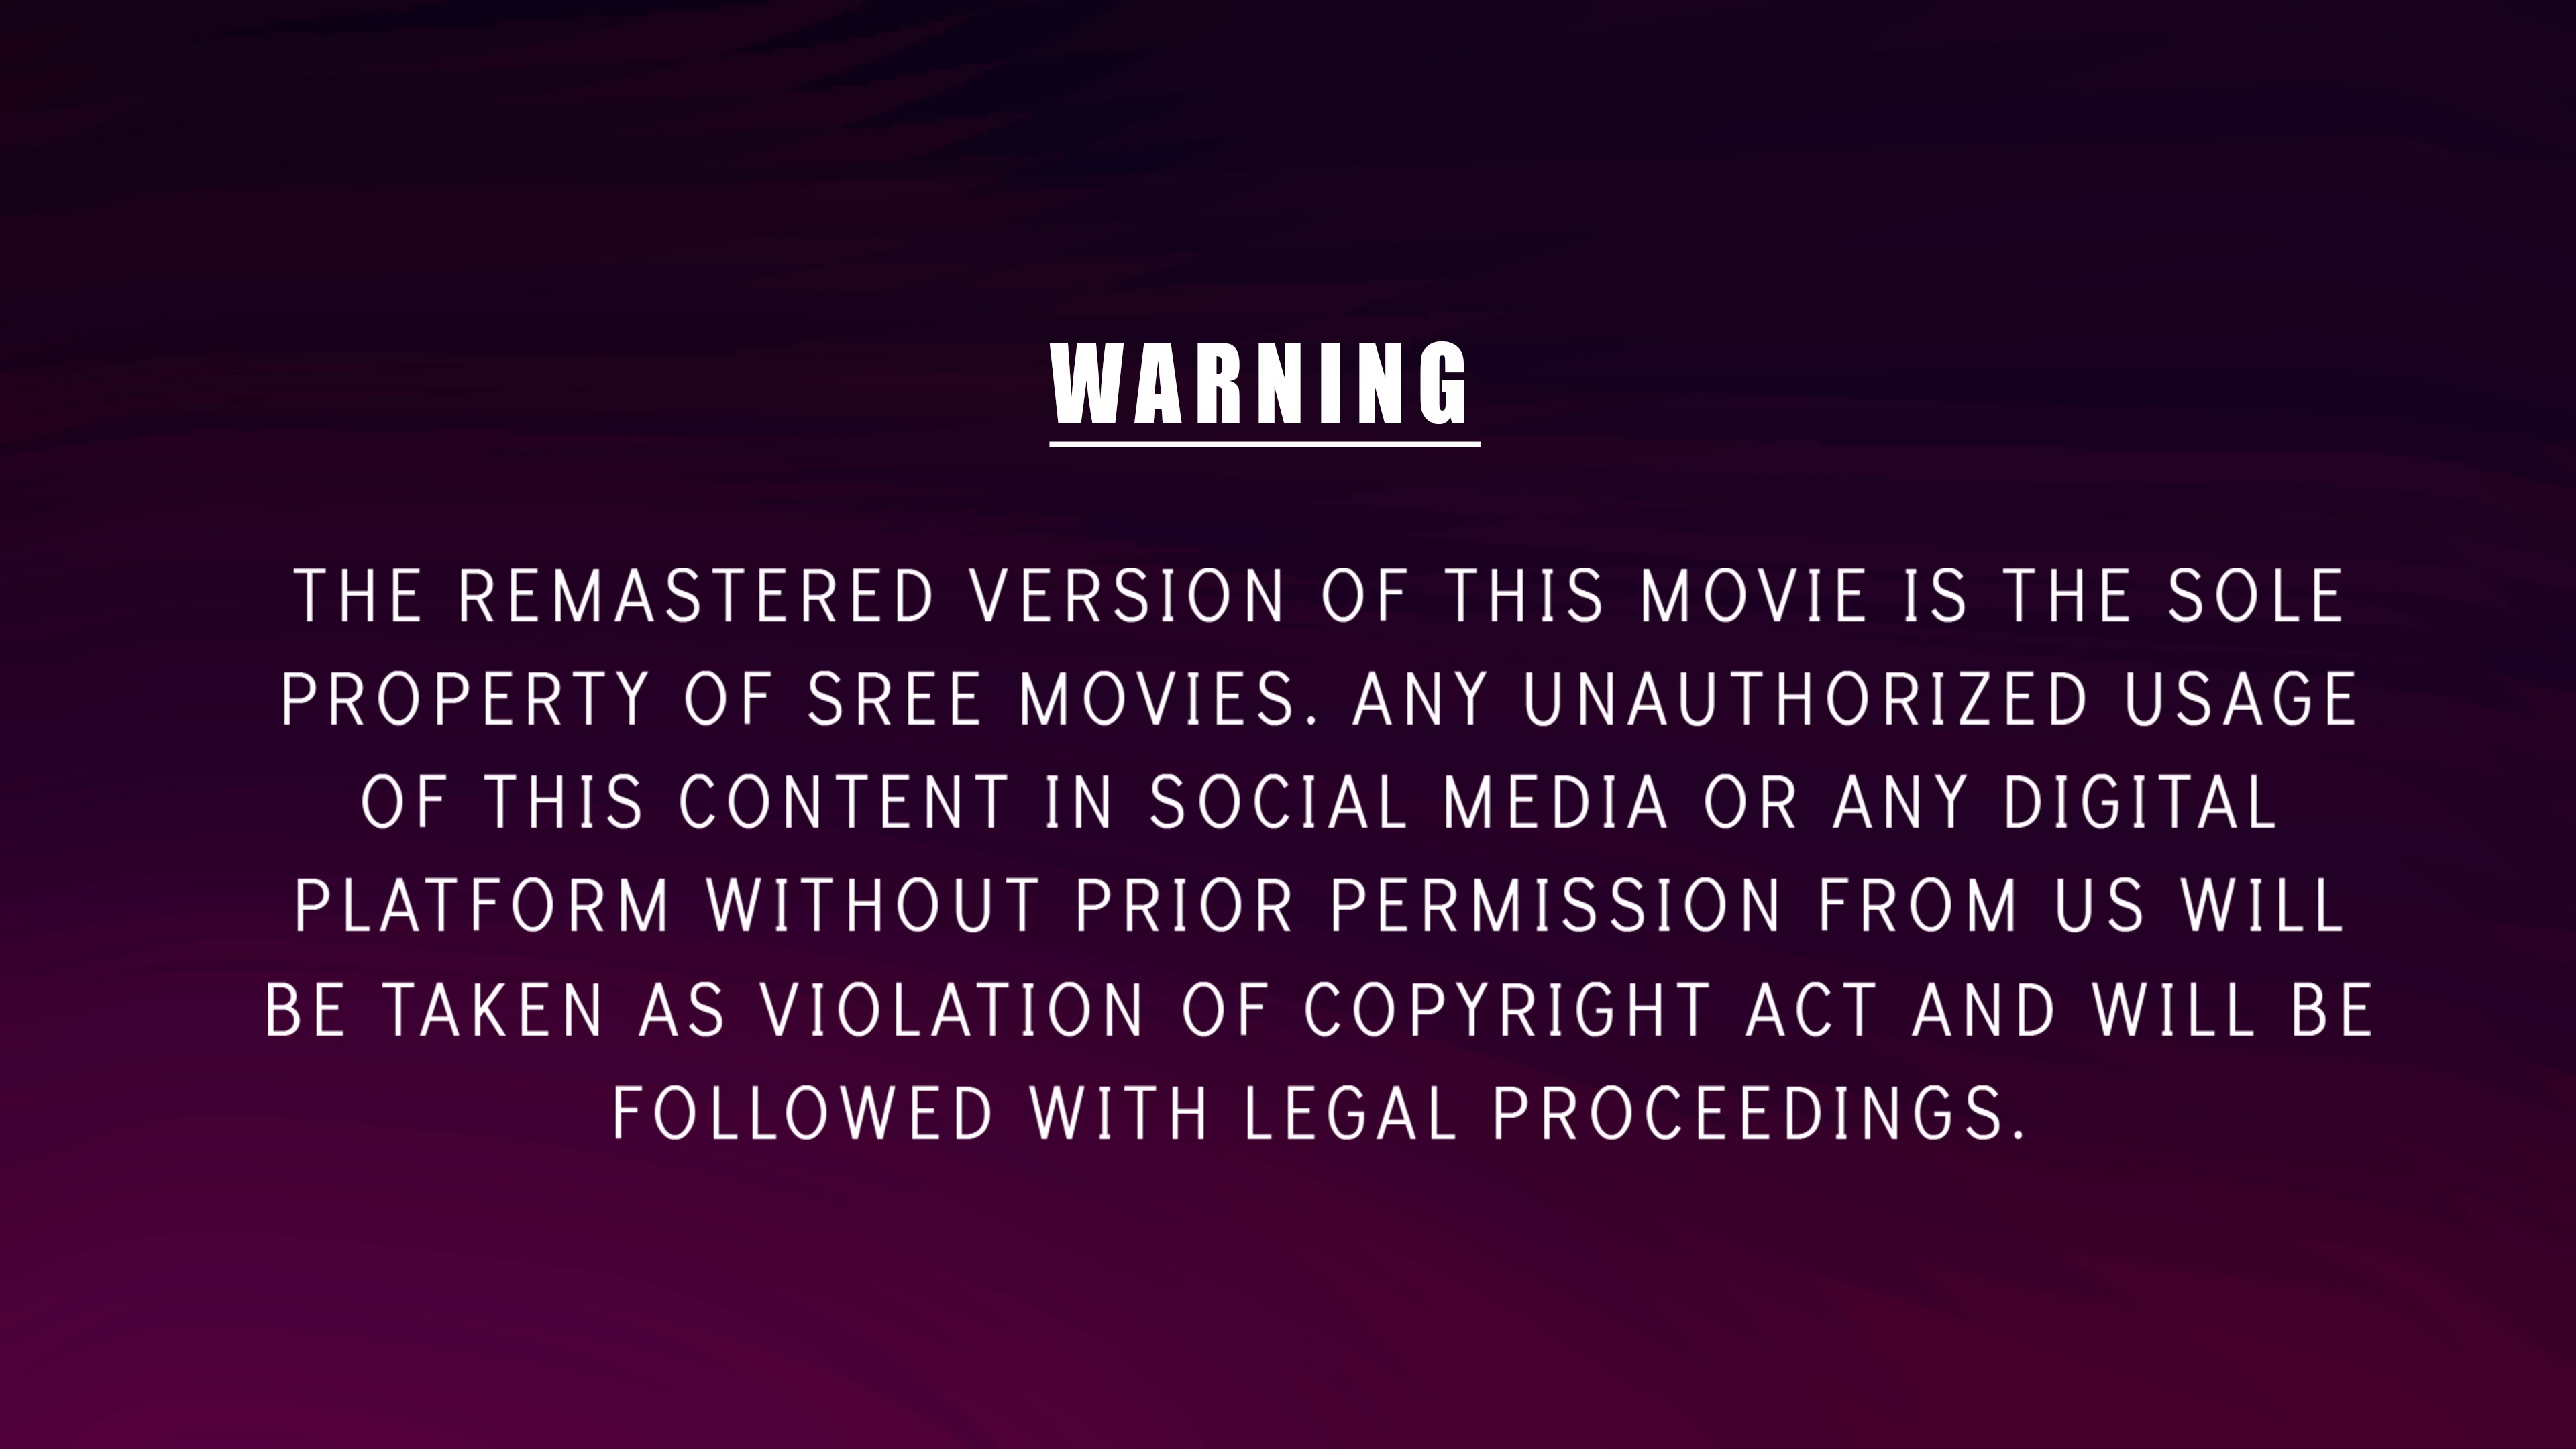 WARNING
THE REMASTERED VERSION OF THIS MOVIE IS THE SOLE
PROPERTY OF SREE MOVIES. ANY UNAUTHORIZED USAGE
OF THIS CONTENT IN SOCIAL MEDIA OR ANY DIGITAL
PLATFORM WITHOUT PRIOR PERMISSION FROM US WILL
BE TAKEN AS VIOLATION OF COPYRIGHT ACT AND WILL BE
FOLLOWED WITH LEGAL PROCEEDINGS.